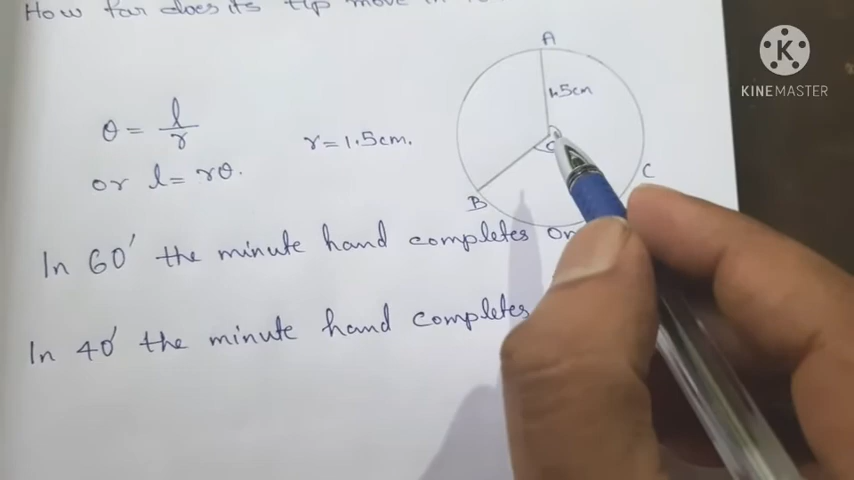 How far does its tip move in
A
1.5cm
θ = l/r
r = 1.5cm.
or l = rθ.
C
B
In 60' the minute hand completes
In 40' the minute hand completes
K
KINEMASTER